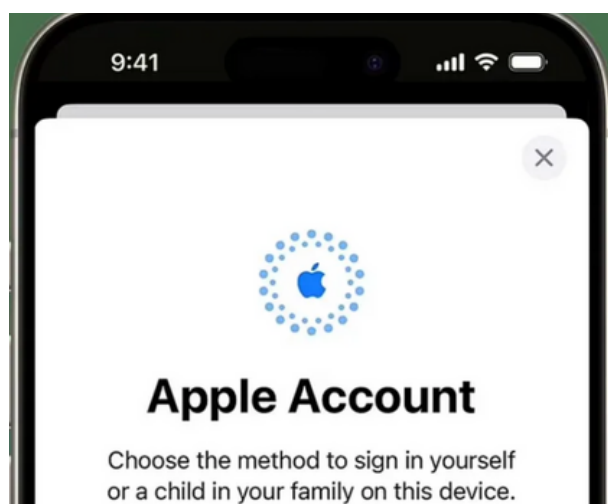 9:41
Apple Account
Choose the method to sign in yourself
or a child in your family on this device.